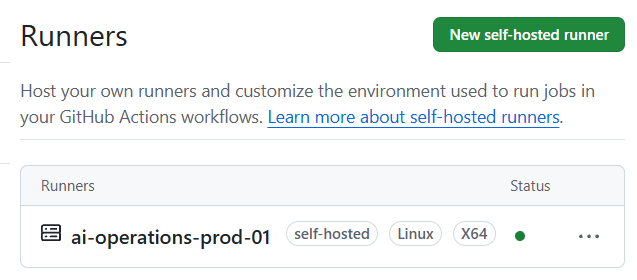 Runners
New self-hosted runner
Host your own runners and customize the environment used to run jobs in
your GitHub Actions workflows. Learn more about self-hosted runners.
Runners Status
ai-operations-prod-01 self-hosted Linux X64